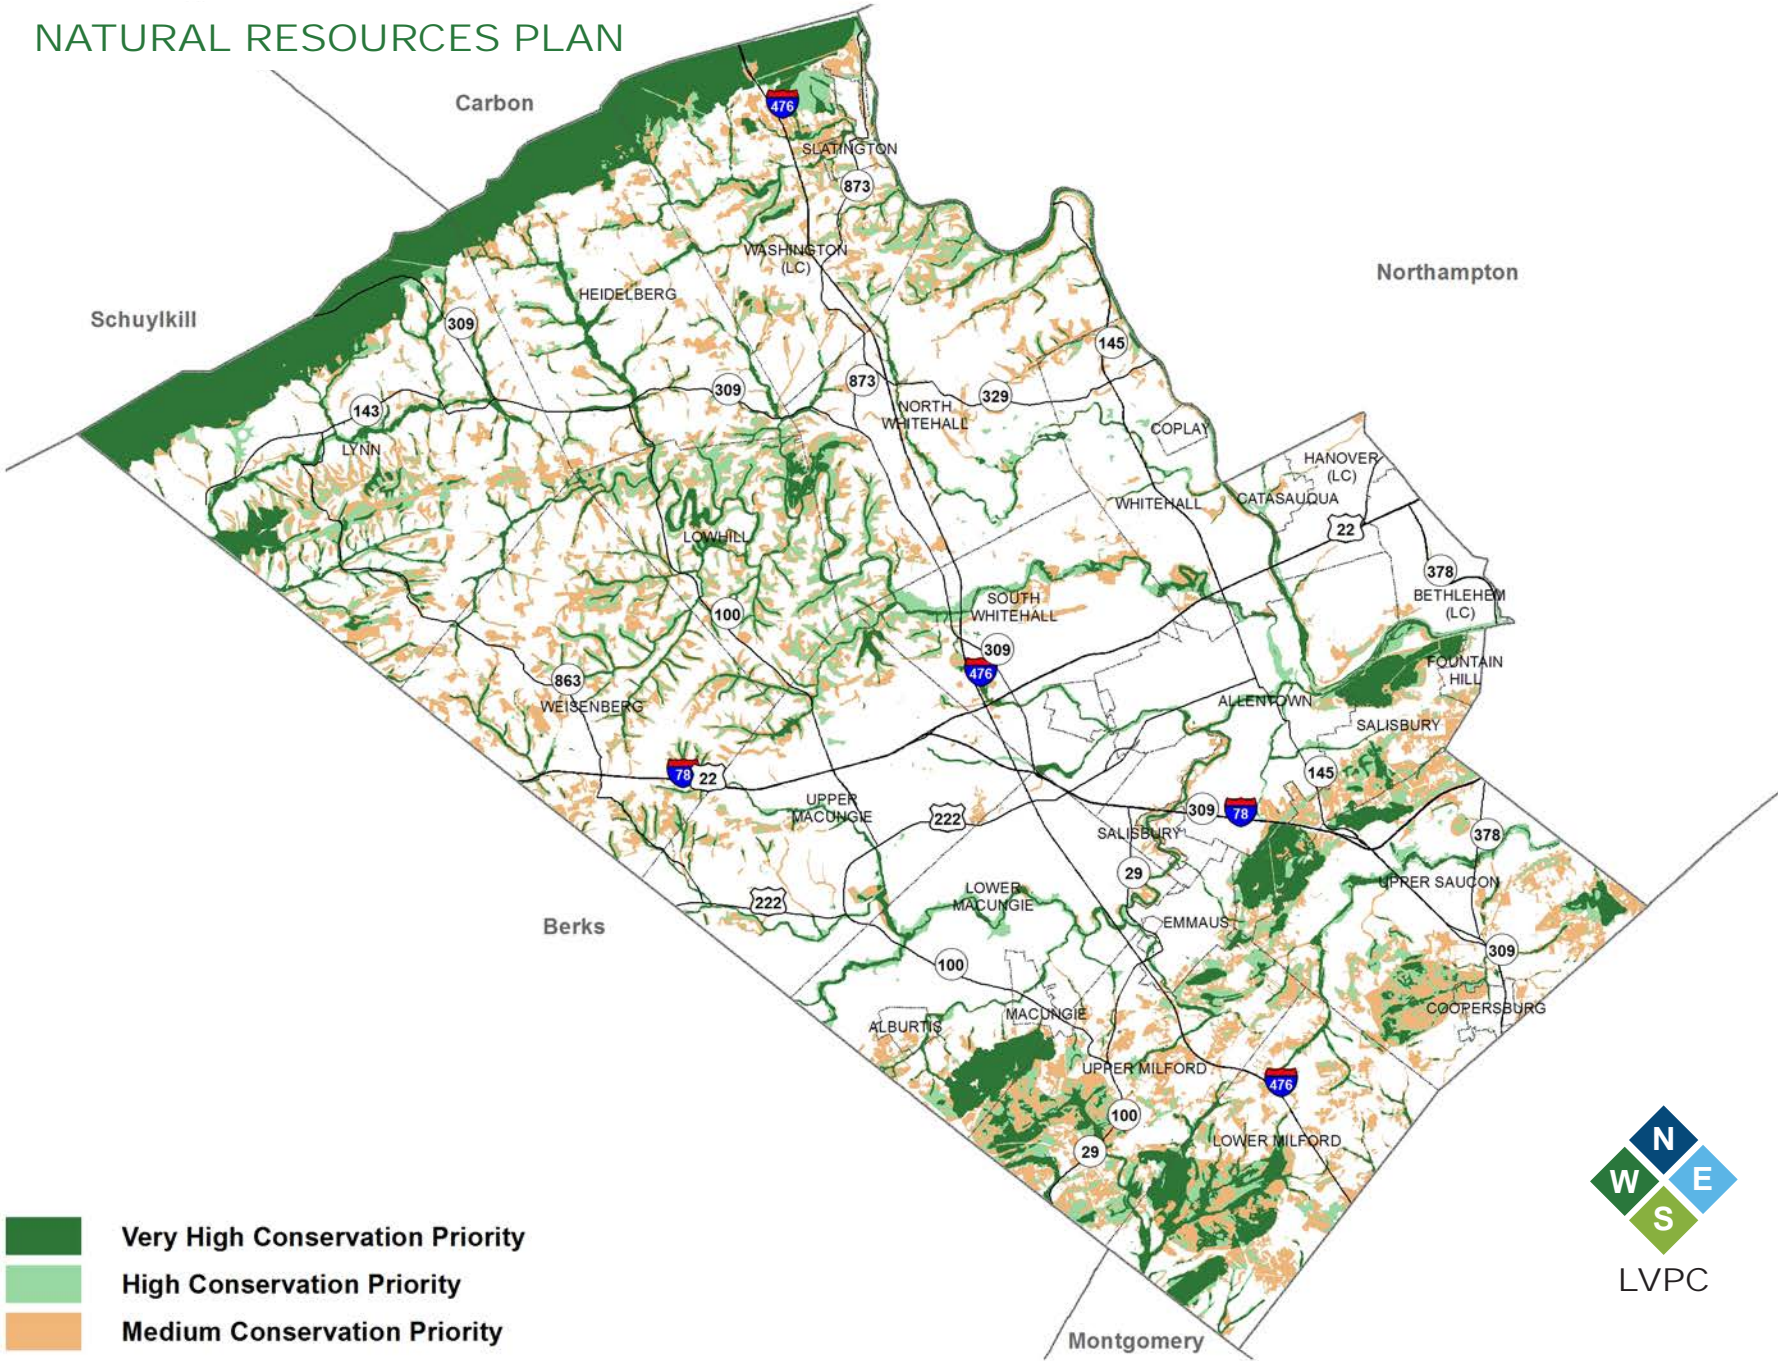 NATURAL RESOURCES PLAN
Carbon
476
SLATINGTON
873
WASHINGTON
(LC)
Northampton
HEIDELBERG
Schuylkill
309
145
309
873
329
143
NORTH
WHITEHALL
COPLAY
LYNN
HANOVER
(LC)
CATASAUQUA
WHITEHALL
22
LOWHILL
378
BETHLEHEM
(LC)
SOUTH
WHITEHALL
100
309
476
FOUNTAIN
HILL
863
WEISENBERG
ALLENTOWN
SALISBURY
78
22
145
UPPER
MACUNGIE
222
309
78
SALISBURY
378
29
UPPER SAUCON
LOWER
MACUNGIE
222
EMMAUS
Berks
309
100
COOPERSBURG
MACUNGIE
ALBURTIS
UPPER MILFORD
476
100
LOWER MILFORD
29
N
W
E
S
LVPC
Very High Conservation Priority
High Conservation Priority
Medium Conservation Priority
Montgomery